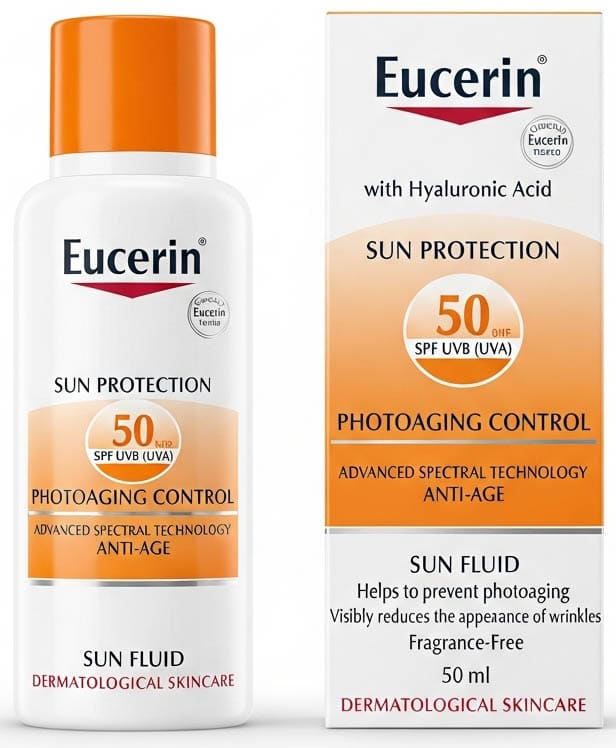 Eucerin®
Eucerin
SUN PROTECTION
50
SPF UVB (UVA)
PHOTOAGING CONTROL
ADVANCED SPECTRAL TECHNOLOGY
ANTI-AGE
SUN FLUID
DERMATOLOGICAL SKINCARE
Eucerin®
Eucerin
with Hyaluronic Acid
SUN PROTECTION
50
SPF UVB (UVA)
PHOTOAGING CONTROL
ADVANCED SPECTRAL TECHNOLOGY
ANTI-AGE
SUN FLUID
Helps to prevent photoaging
Visibly reduces the appeaance of wrinkles
Fragrance-Free
50 ml
DERMATOLOGICAL SKINCARE